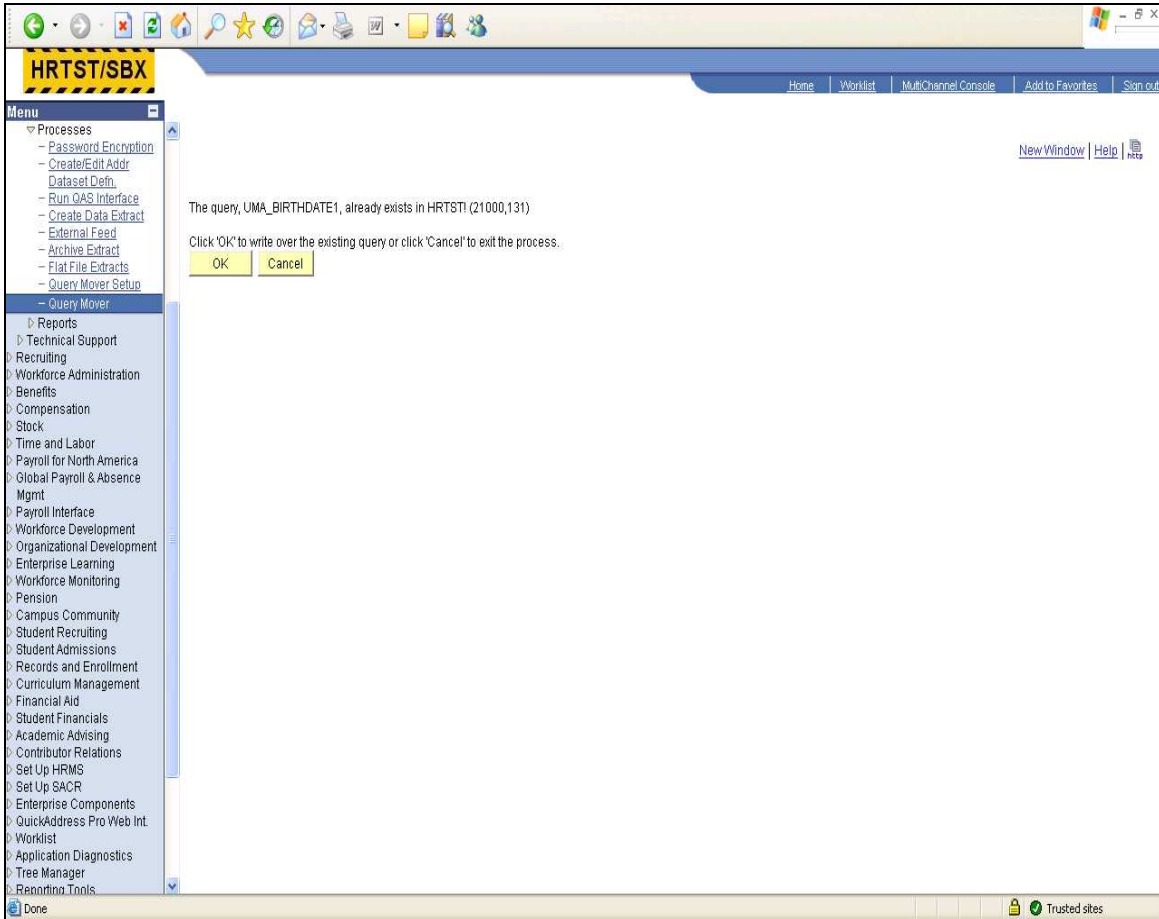 HRTST/SBX
Home
Worklist
MultiChannel Console
Add to Favorites
Sign out
Menu
Processes
Password Encryption
Create/Edit Addr
Dataset Defn.
Run QAS Interface
Create Data Extract
External Feed
Archive Extract
Flat File Extracts
Query Mover Setup
Query Mover
Reports
Technical Support
Recruiting
Workforce Administration
Benefits
Compensation
Stock
Time and Labor
Payroll for North America
Global Payroll & Absence
Mgmt
Payroll Interface
Workforce Development
Organizational Development
Enterprise Learning
Workforce Monitoring
Pension
Campus Community
Student Recruiting
Student Admissions
Records and Enrollment
Curriculum Management
Financial Aid
Student Financials
Academic Advising
Contributor Relations
Set Up HRMS
Set Up SACR
Enterprise Components
QuickAddress Pro Web Int.
Worklist
Application Diagnostics
Tree Manager
Reporting Tools
New Window | Help | http
The query, UMA_BIRTHDATE1, already exists in HRTST! (21000,131)
Click 'OK' to write over the existing query or click 'Cancel' to exit the process.
OK Cancel
Done
Trusted sites